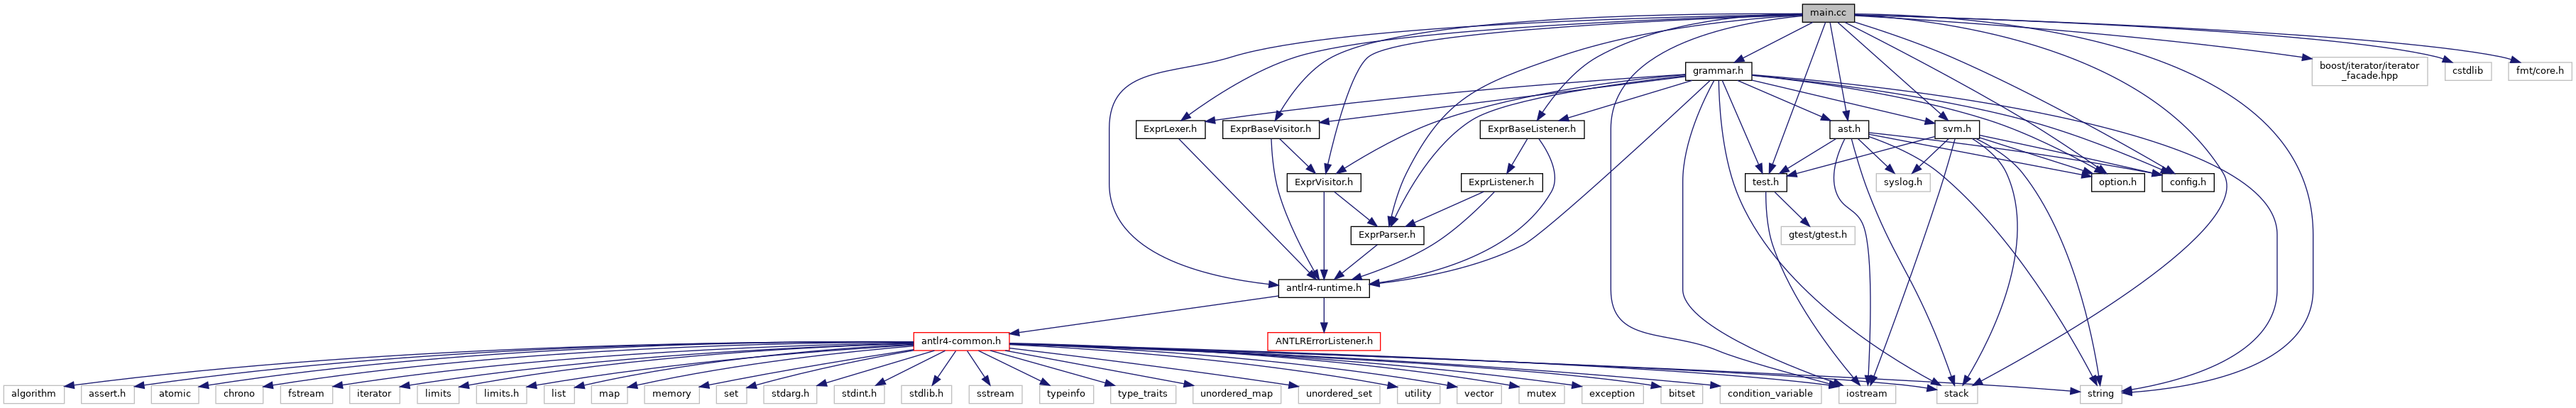 main.cc
grammar.h
boost/iterator/iterator
_facade.hpp
cstdlib
fmt/core.h
ExprLexer.h
ExprBaseVisitor.h
ExprBaseListener.h
ast.h
svm.h
ExprVisitor.h
ExprListener.h
test.h
syslog.h
option.h
config.h
ExprParser.h
gtest/gtest.h
antlr4-runtime.h
antlr4-common.h
ANTLRErrorListener.h
algorithm
assert.h
atomic
chrono
fstream
iterator
limits
limits.h
list
map
memory
set
stdarg.h
stdint.h
stdlib.h
sstream
typeinfo
type_traits
unordered_map
unordered_set
utility
vector
mutex
exception
bitset
condition_variable
iostream
stack
string